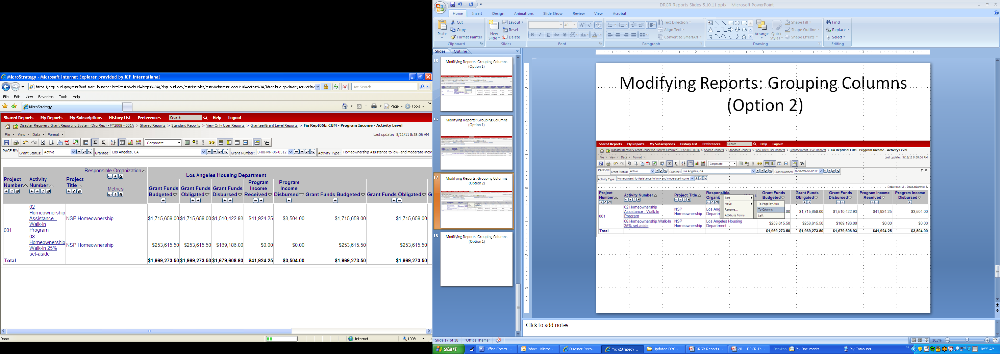 MicroStrategy - Microsoft Internet Explorer provided by ICF International
https://drgr.hud.gov/mstr/hud_mstr_launcher.html?mstrWebUrl=https%3A//drgr.hud.gov/mstr/servlet/mstrWeb&mstrLogoutUrl=https%3A//drgr.hud.gov/mstr/servlet/m
Live Search
File Edit View Favorites Tools Help
MicroStrategy
Page Tools
Shared Reports My Reports My Subscriptions History List Preferences Search Help Logout
Disaster Recovery Grant Reporting System (DrgrRep) - FY2008 - 001A > Shared Reports > Standard Reports > View Only User Reports > Grantee/Grant Level Reports > Fin Rept05b: CUM - Program Income - Activity Level
File View Data Format
Last update: 5/11/11 8:38:06 AM
Corporate
PAGE-BY: Grant Status: Active Grantee: Los Angeles, CA Grant Number: B-08-MN-06-0512 Activity Type: Homeownership Assistance to low- and moderate-incor
Project Number Activity Number Project Title Responsible Organization Metrics
Los Angeles Housing Department
Grant Funds Budgeted Grant Funds Obligated Grant Funds Disbursed Program Income Received Program Income Disbursed Grant Funds Budgeted Grant Funds Obligated G
001
02 Homeownership Assistance - Walk-In Program NSP Homeownership $1,715,658.00 $1,715,658.00 $1,510,422.93 $41,924.25 $3,504.00 $1,715,658.00 $1,715,658.00
08 Homeownership Walk-In 25% set-aside NSP Homeownership $253,615.50 $253,615.50 $169,186.00 $0.00 $0.00 $253,615.50 $253,615.50
Total $1,969,273.50 $1,969,273.50 $1,679,608.93 $41,924.25 $3,504.00 $1,969,273.50 $1,969,273.50
Done Internet 100%
DRGR Reports Slides_5.10.11.pptx - Microsoft PowerPoint
Home Insert Design Animations Slide Show Review View Acrobat
Paste Cut Copy Format Painter
New Slide Layout Reset Delete
40
Text Direction Align Text Convert to SmartArt
Arrange Quick Styles Shape Fill Shape Outline Shape Effects
Find Replace Select
Clipboard Slides Font Paragraph Drawing Editing
Slides Outline
15
Modifying Reports: Grouping Columns
(Option 1)
16
Modifying Reports: Grouping Columns
(Option 1)
17
Modifying Reports: Grouping Columns
(Option 2)
18
Modifying Reports: Grouping Columns
(Option 1)
Modifying Reports: Grouping Columns
(Option 2)
Shared Reports My Reports My Subscriptions History List Preferences Search Help Logout
Disaster Recovery Grant Reporting System (DrgrRep) - FY2008 - 001A > Shared Reports > Standard Reports > View Only User Reports > Grantee/Grant Level Reports > Fin Rept05b: CUM - Program Income - Activity Level
File View Data Format
Last update: 5/11/11 8:38:06 AM
Corporate
PAGE-BY: Grant Status: Active Grantee: Los Angeles, CA Grant Number: B-08-MN-06-0512
Activity Type: Homeownership Assistance to low- and moderate-income
Data rows: 3 Data columns: 5
Project Number Activity Number Project Title Responsible Grant Funds Budgeted Grant Funds Obligated Grant Funds Disbursed Program Income Received Program Income Disbursed
Sort
Move
Rename...
Attribute Forms...
To Page-by Axis
To Columns
Left
001
02 Homeownership Assistance - Walk-In Program NSP Homeownership $1,715,658.00 $1,510,422.93 $41,924.25 $3,504.00
08 Homeownership Walk-In 25% set-aside NSP Homeownership Los Angeles Housing Department $253,615.50 $253,615.50 $169,186.00 $0.00 $0.00
Total $1,969,273.50 $1,969,273.50 $1,679,608.93 $41,924.25 $3,504.00
Click to add notes
Slide 17 of 18 "Office Theme" 103%
start Office Commu... Inbox - Micros... Disaster Reco... MicroStrategy... Updated DRG... DRGR Reports... 2011 DRGR Tr... Desktop My Documents My Computer 8:55 AM